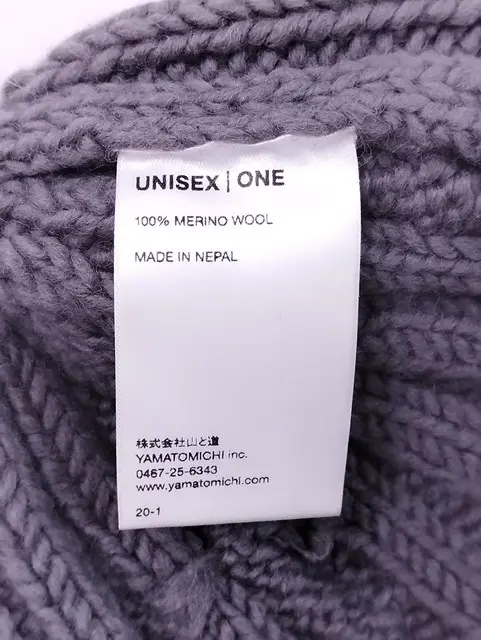 UNISEX | ONE
100% MERINO WOOL
MADE IN NEPAL
株式会社山と道
YAMATOMICHI inc.
0467-25-6343
www.yamatomichi.com
20-1